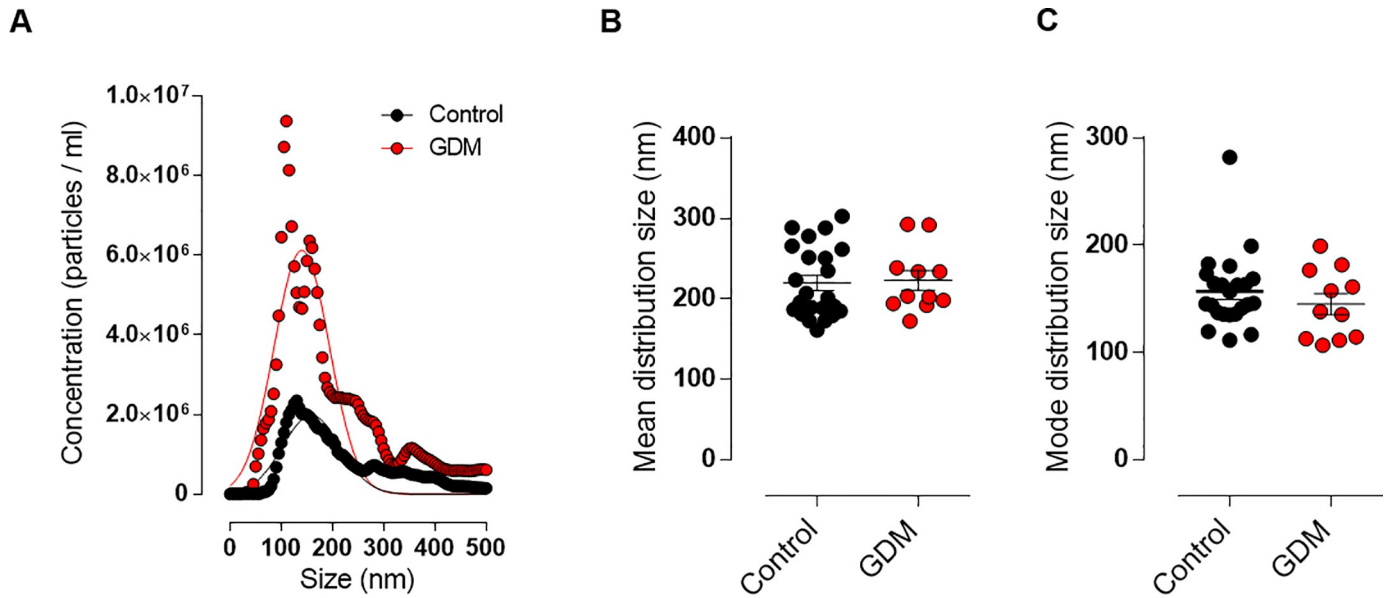 A
B
C
Concentration (particles / ml)
1.0×10⁷
8.0×10⁶
6.0×10⁶
4.0×10⁶
2.0×10⁶
0
0 100 200 300 400 500
Size (nm)
Control
GDM
Mean distribution size (nm)
400
300
200
100
0
Control
GDM
Mode distribution size (nm)
300
200
100
0
Control
GDM